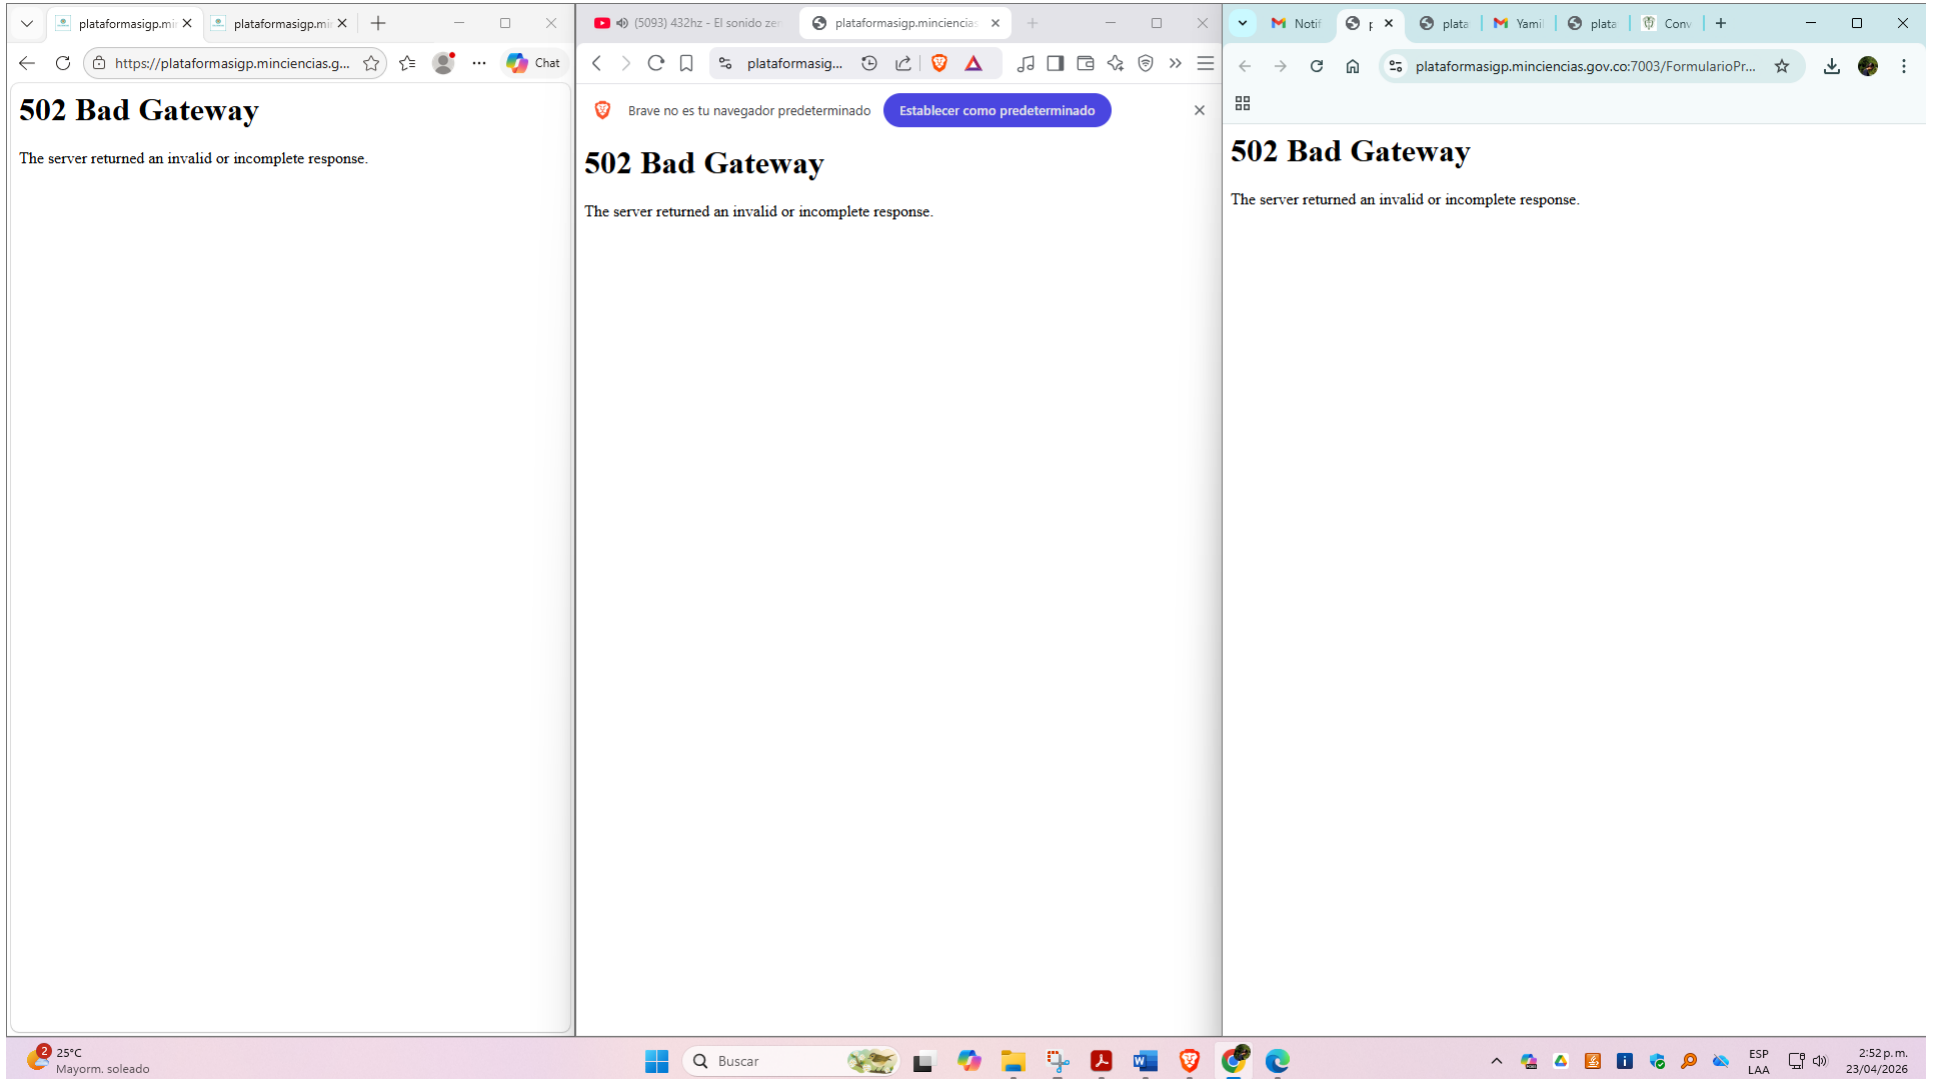 plataformasigp.mi
plataformasigp.mi
https://plataformasigp.minciencias.g...
Chat
502 Bad Gateway
The server returned an invalid or incomplete response.
(5093) 432hz - El sonido zen
plataformasigp.minciencias
plataformasig...
Brave no es tu navegador predeterminado
Establecer como predeterminado
502 Bad Gateway
The server returned an invalid or incomplete response.
Notif
plata
Yami
plata
Conv
plataformasigp.minciencias.gov.co:7003/FormularioPr...
502 Bad Gateway
The server returned an invalid or incomplete response.
2
25°C
Mayorm. soleado
Buscar
ESP
LAA
2:52 p. m.
23/04/2026